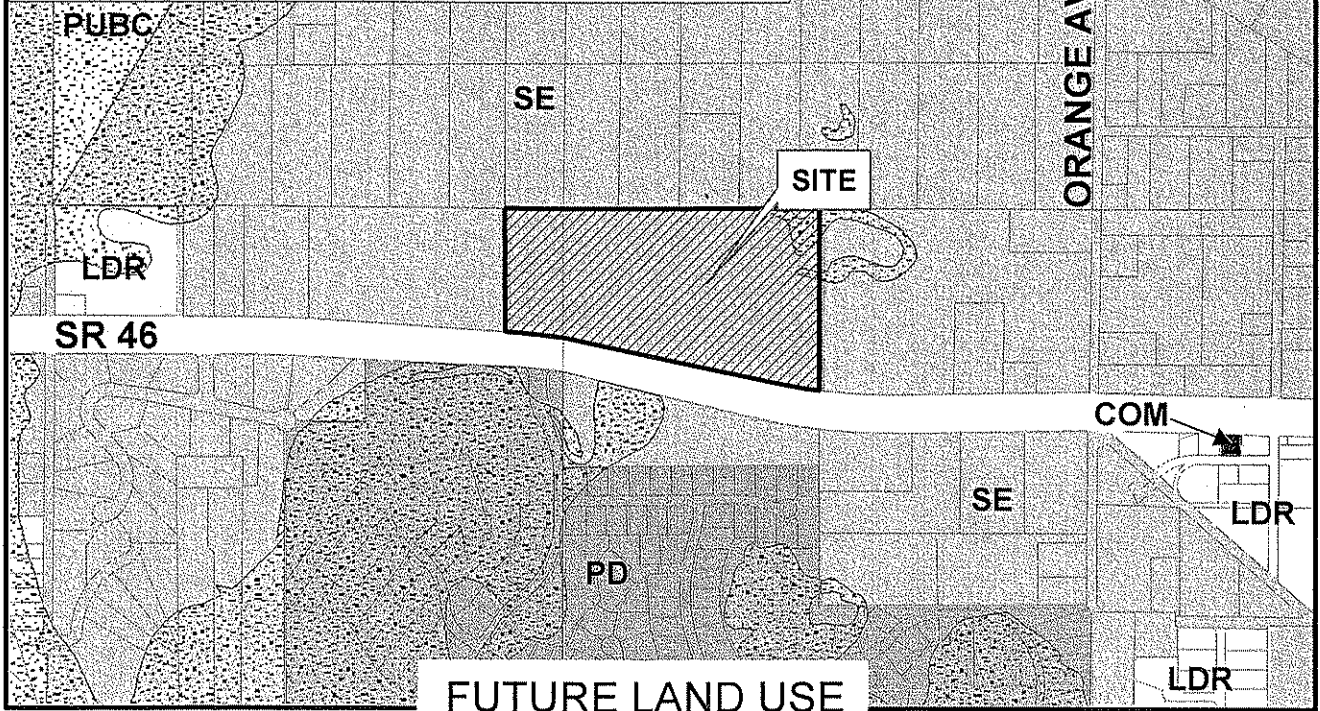 PUBC
SE
ORANGE AV
SITE
LDR
SR 46
COM
SE
LDR
PD
LDR
FUTURE LAND USE